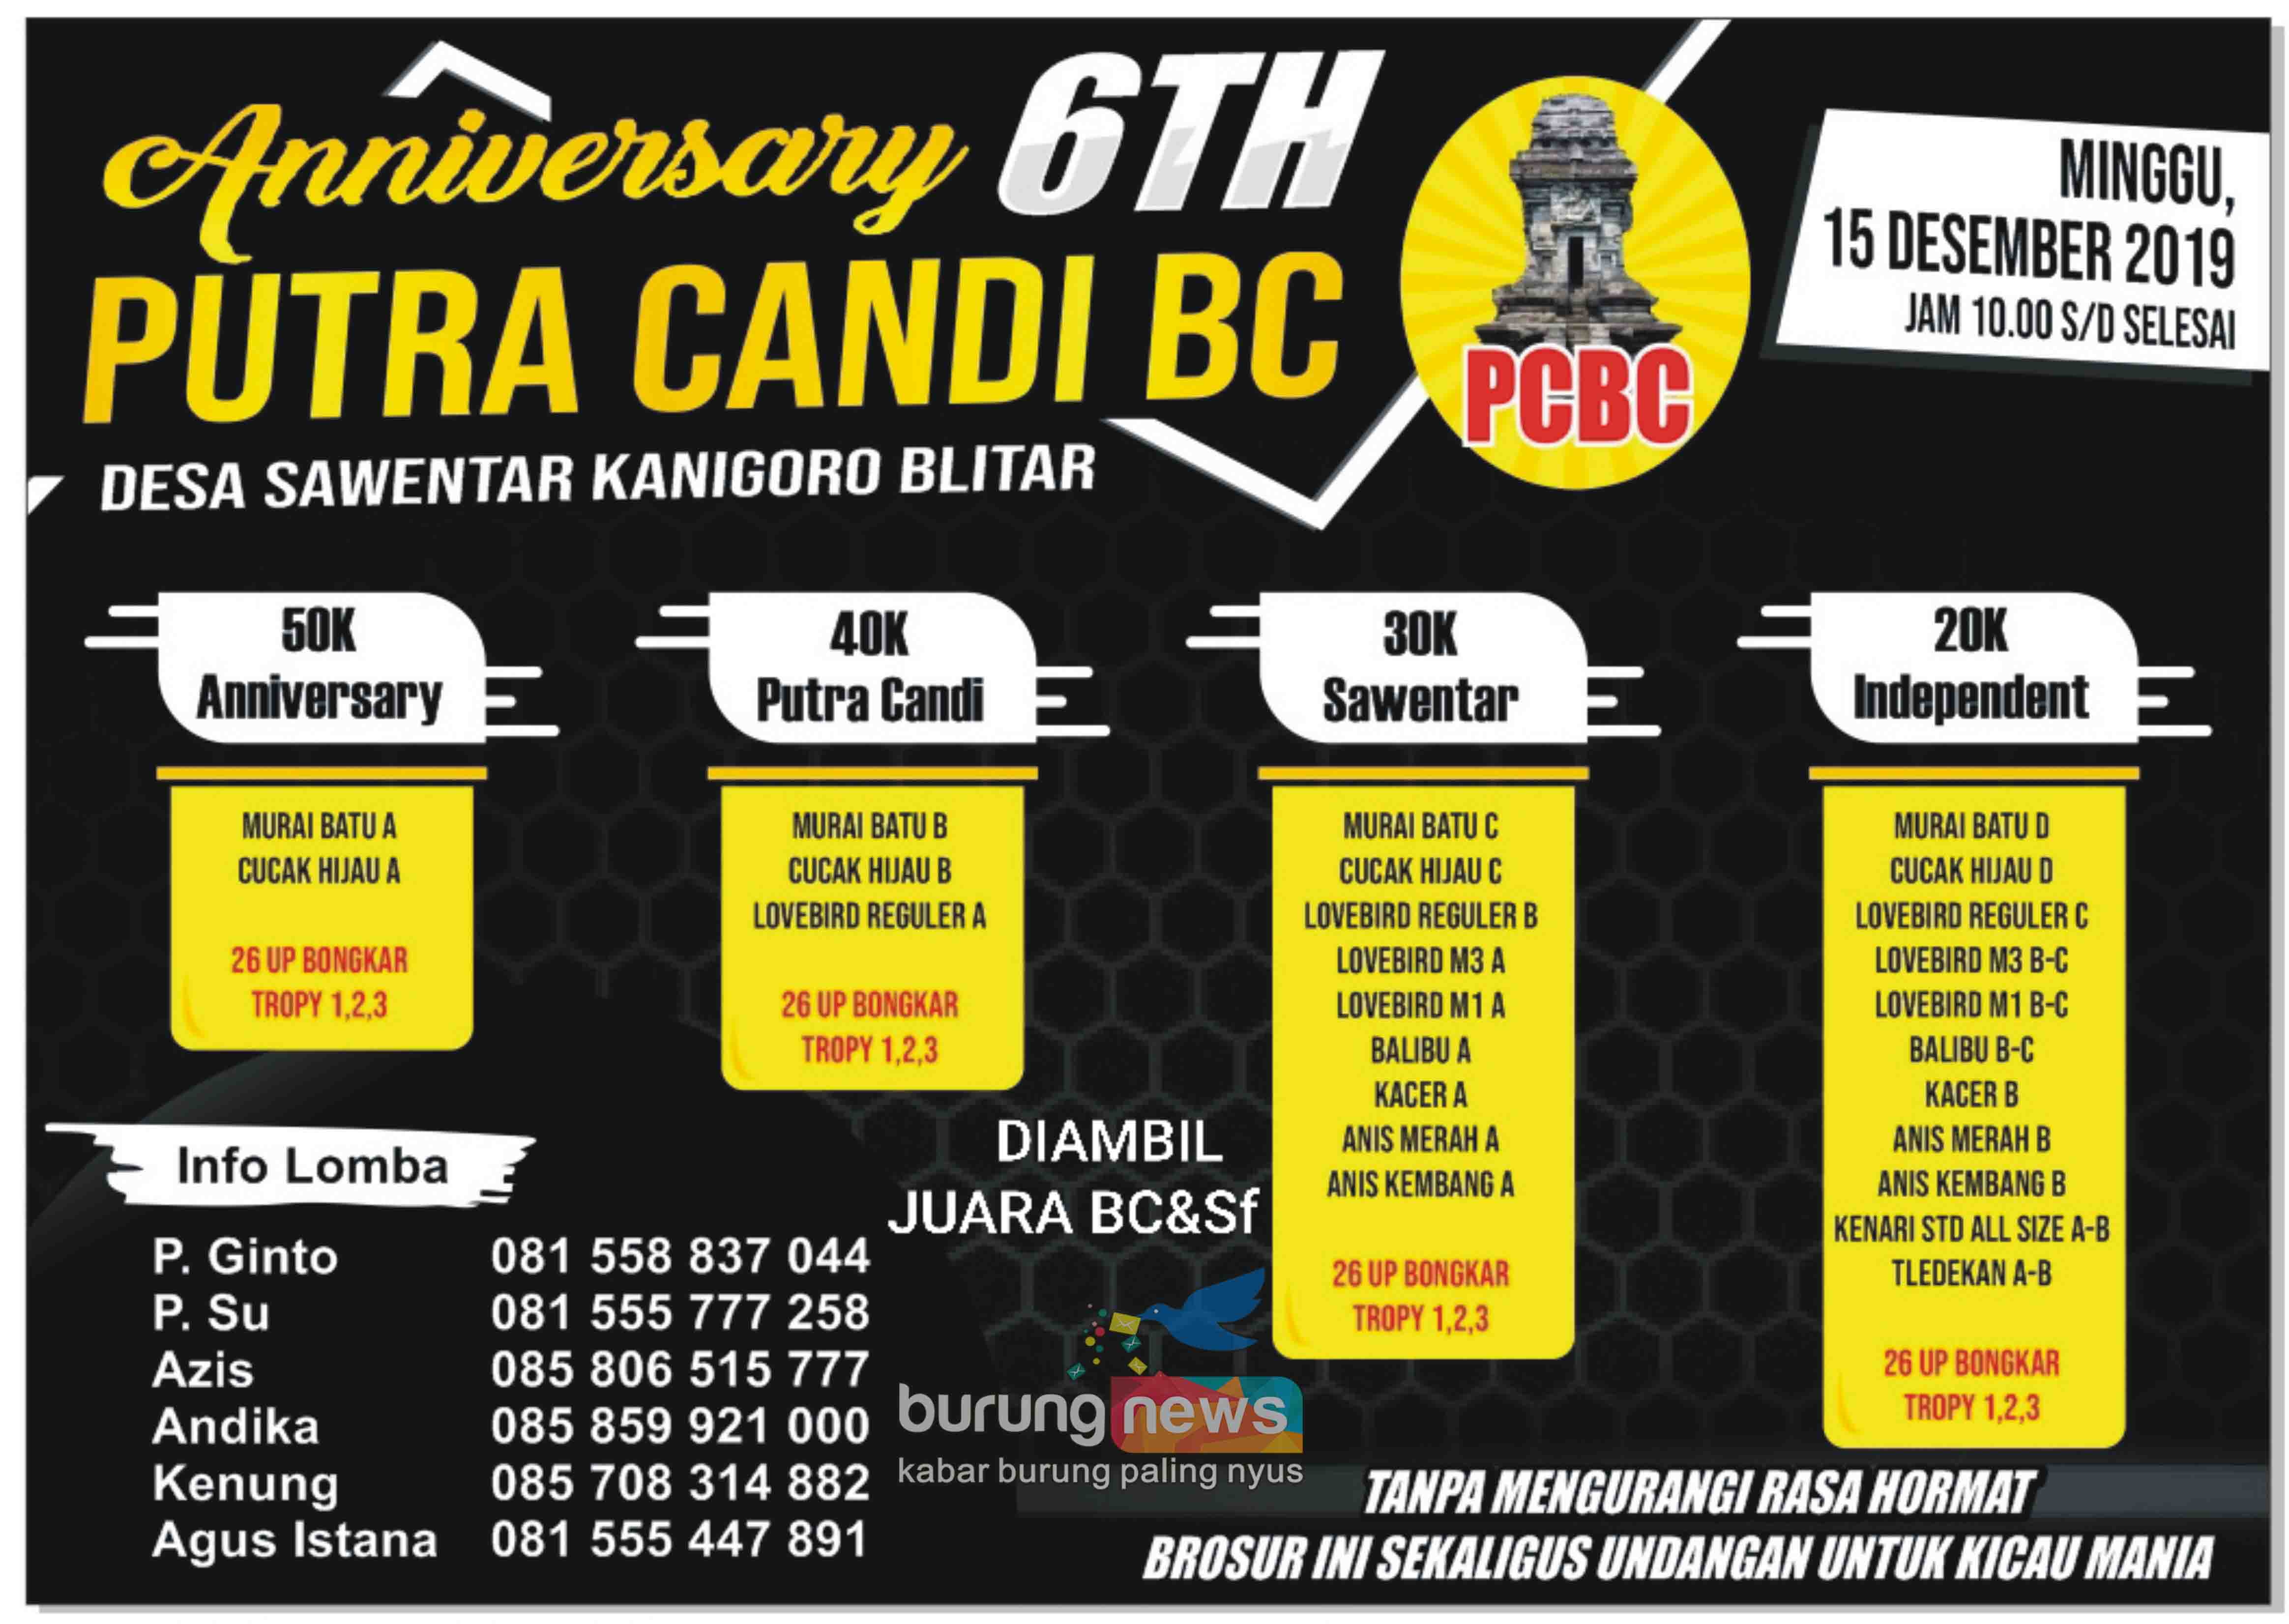 Anniversary 6TH
PUTRA CANDI BC
DESA SAWENTAR KANIGORO BLITAR
PCBC
MINGGU,
15 DESEMBER 2019
JAM 10.00 S/D SELESAI
50K
Anniversary
MURAI BATU A
CUCAK HIJAU A
26 UP BONGKAR
TROPY 1,2,3
40K
Putra Candi
MURAI BATU B
CUCAK HIJAU B
LOVEBIRD REGULER A
26 UP BONGKAR
TROPY 1,2,3
30K
Sawentar
MURAI BATU C
CUCAK HIJAU C
LOVEBIRD REGULER B
LOVEBIRD M3 A
LOVEBIRD M1 A
BALIBU A
KACER A
ANIS MERAH A
ANIS KEMBANG A
26 UP BONGKAR
TROPY 1,2,3
20K
Independent
MURAI BATU D
CUCAK HIJAU D
LOVEBIRD REGULER C
LOVEBIRD M3 B-C
LOVEBIRD M1 B-C
BALIBU B-C
KACER B
ANIS MERAH B
ANIS KEMBANG B
KENARI STD ALL SIZE A-B
TLEDEKAN A-B
26 UP BONGKAR
TROPY 1,2,3
DIAMBIL
JUARA BC&Sf
Info Lomba
P. Ginto 081 558 837 044
P. Su 081 555 777 258
Azis 085 806 515 777
Andika 085 859 921 000
Kenung 085 708 314 882
Agus Istana 081 555 447 891
burung news
kabar burung paling nyus
TANPA MENGURANGI RASA HORMAT
BROSUR INI SEKALIGUS UNDANGAN UNTUK KICAU MANIA